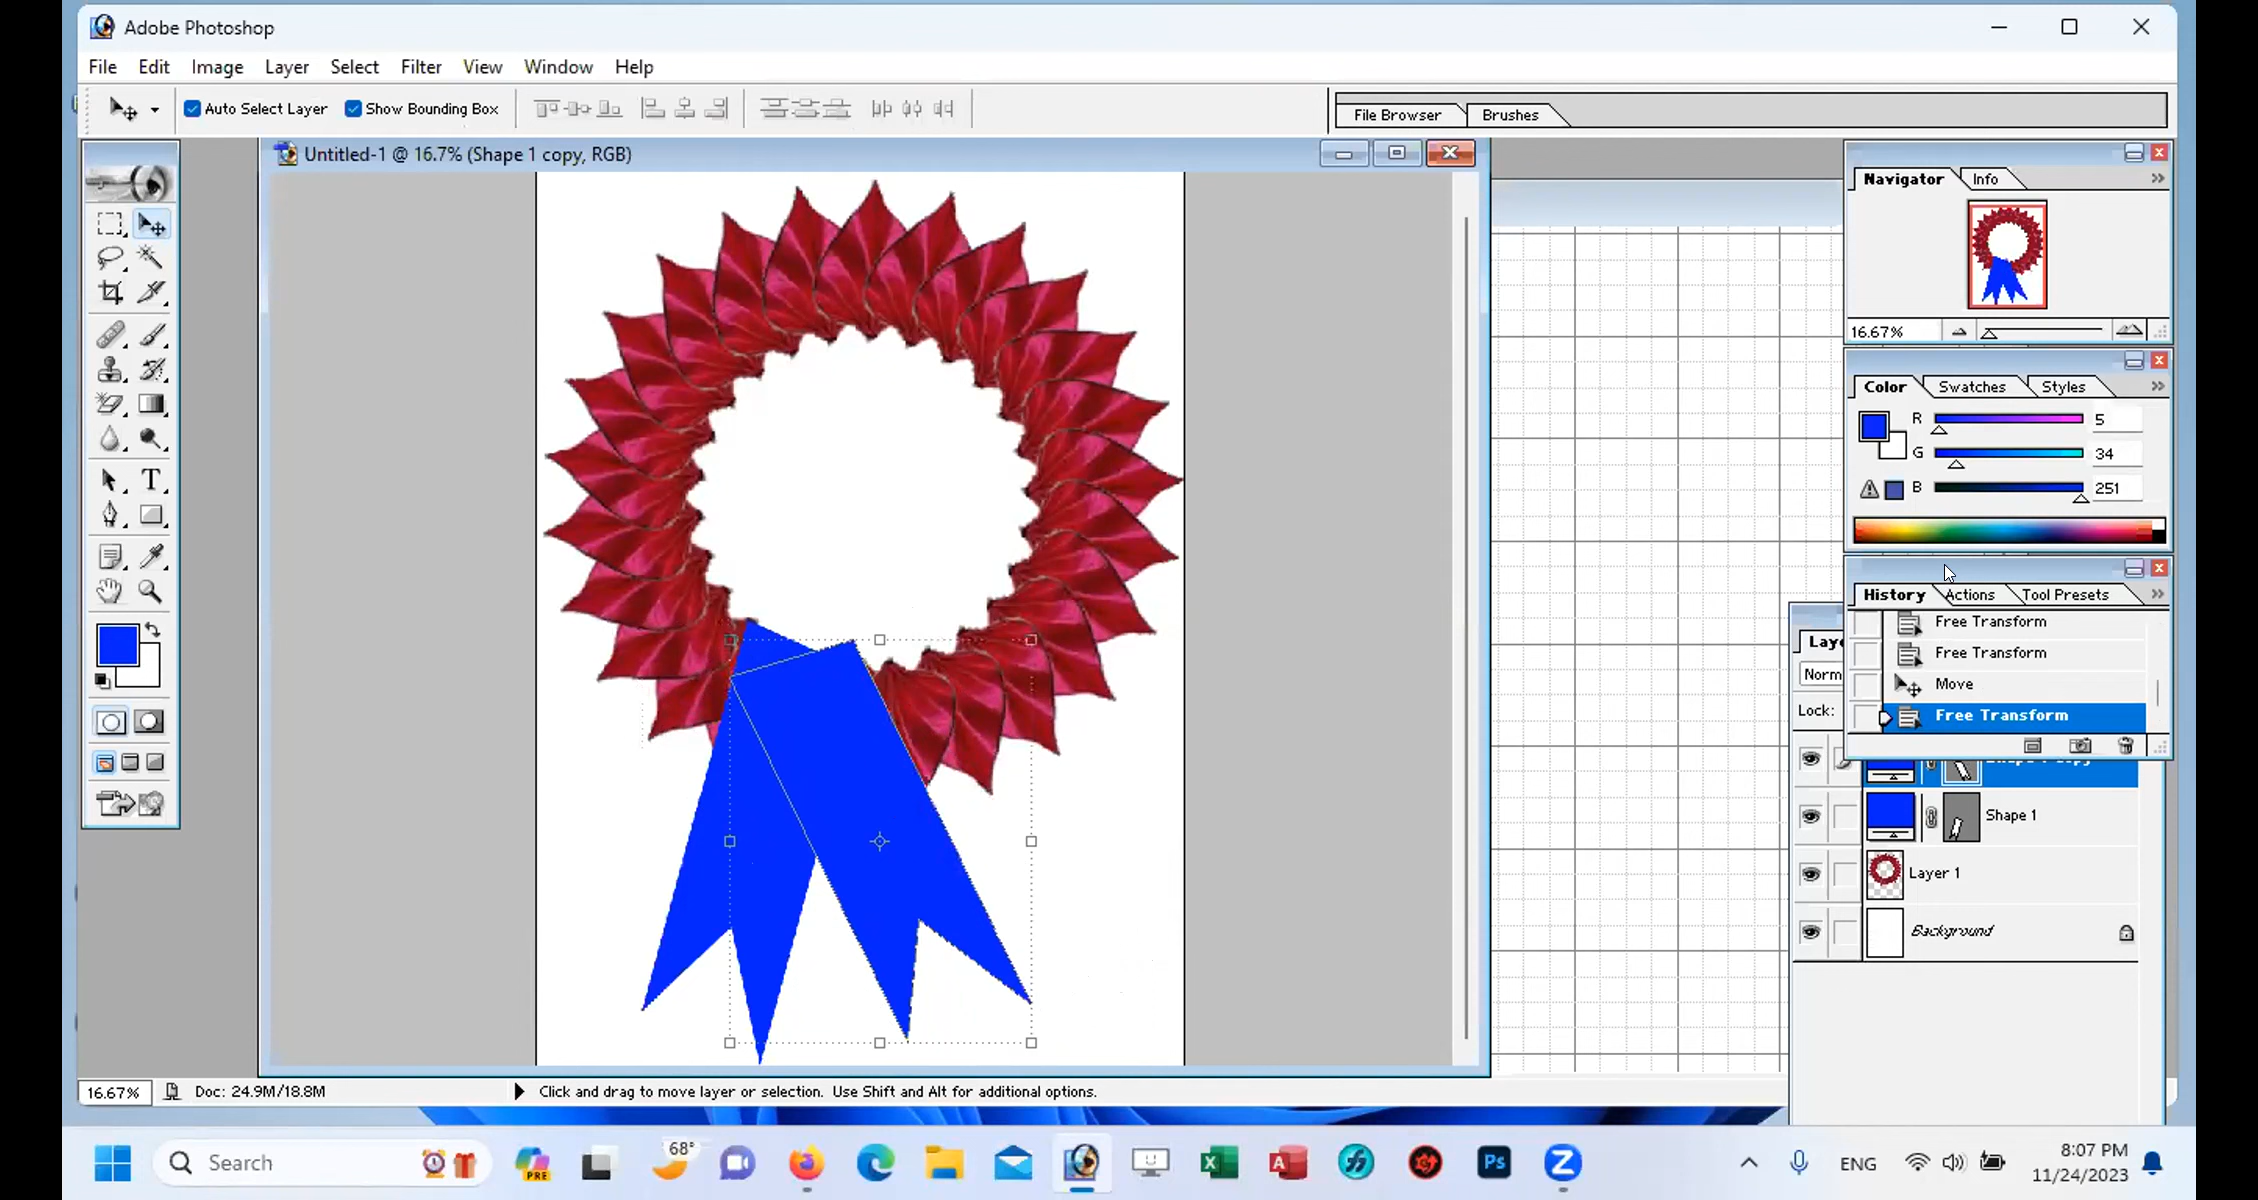 Adobe Photoshop
File Edit Image Layer Select Filter View Window Help
Auto Select Layer Show Bounding Box
File Browser Brushes
Untitled-1 @ 16.7% (Shape 1 copy, RGB)
Navigator Info
16.67%
Color Swatches Styles
R 5
G 34
B 251
History Actions Tool Presets
Free Transform
Free Transform
Move
Free Transform
Laye
Norm
Lock:
Shape 1
Layer 1
Background
T
16.67% Doc: 24.9M/18.8M Click and drag to move layer or selection. Use Shift and Alt for additional options.
Search
PRE
68°
X
A
Ps
Z
ENG
8:07 PM
11/24/2023